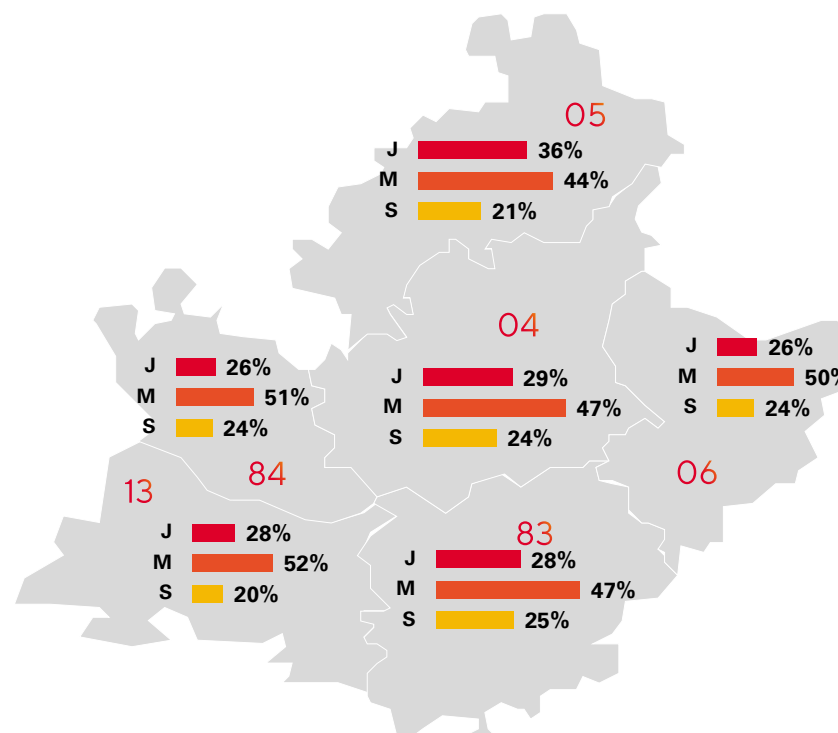 05
J 36%
M 44%
S 21%
04
J 29%
M 47%
S 24%
J 26%
M 50%
S 24%
06
J 26%
M 51%
S 24%
84
13
J 28%
M 52%
S 20%
83
J 28%
M 47%
S 25%